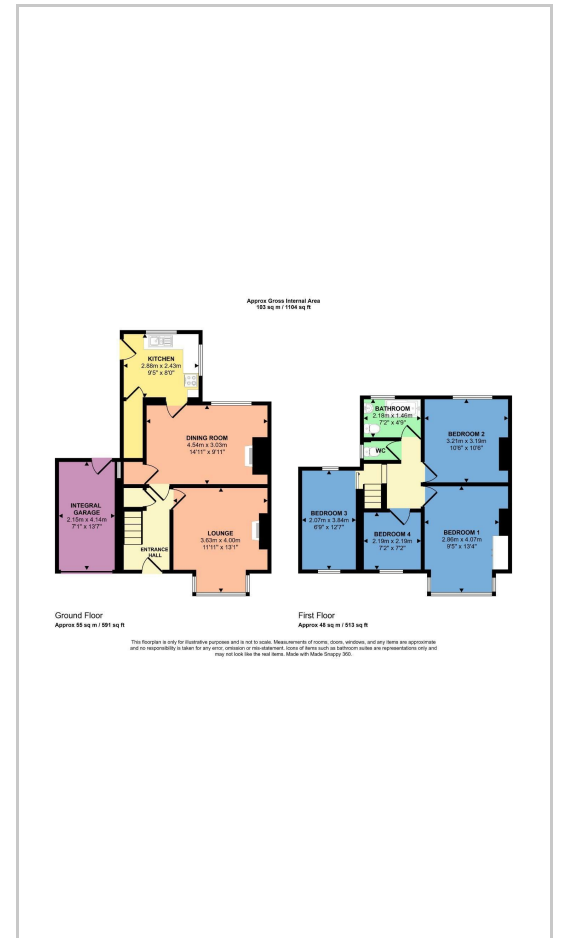 Approx Gross Internal Area
103 sq m / 1104 sq ft
KITCHEN
2.88m x 2.43m
9'5" x 8'0"
DINING ROOM
4.54m x 3.03m
14'11" x 9'11"
INTEGRAL
GARAGE
2.15m x 4.14m
7'1" x 13'7"
LOUNGE
3.63m x 4.00m
11'11" x 13'1"
ENTRANCE
HALL
BATHROOM
2.18m x 1.46m
7'2" x 4'9"
WC
BEDROOM 2
3.21m x 3.19m
10'6" x 10'6"
BEDROOM 3
2.07m x 3.84m
6'9" x 12'7"
BEDROOM 4
2.19m x 2.19m
7'2" x 7'2"
BEDROOM 1
2.86m x 4.07m
9'5" x 13'4"
Ground Floor
Approx 55 sq m / 591 sq ft
First Floor
Approx 48 sq m / 513 sq ft
This floorplan is only for illustrative purposes and is not to scale. Measurements of rooms, doors, windows, and any items are approximate
and no responsibility is taken for any error, omission or mis-statement. Icons of items such as bathroom suites are representations only and
may not look like the real items. Made with Made Snappy 360.